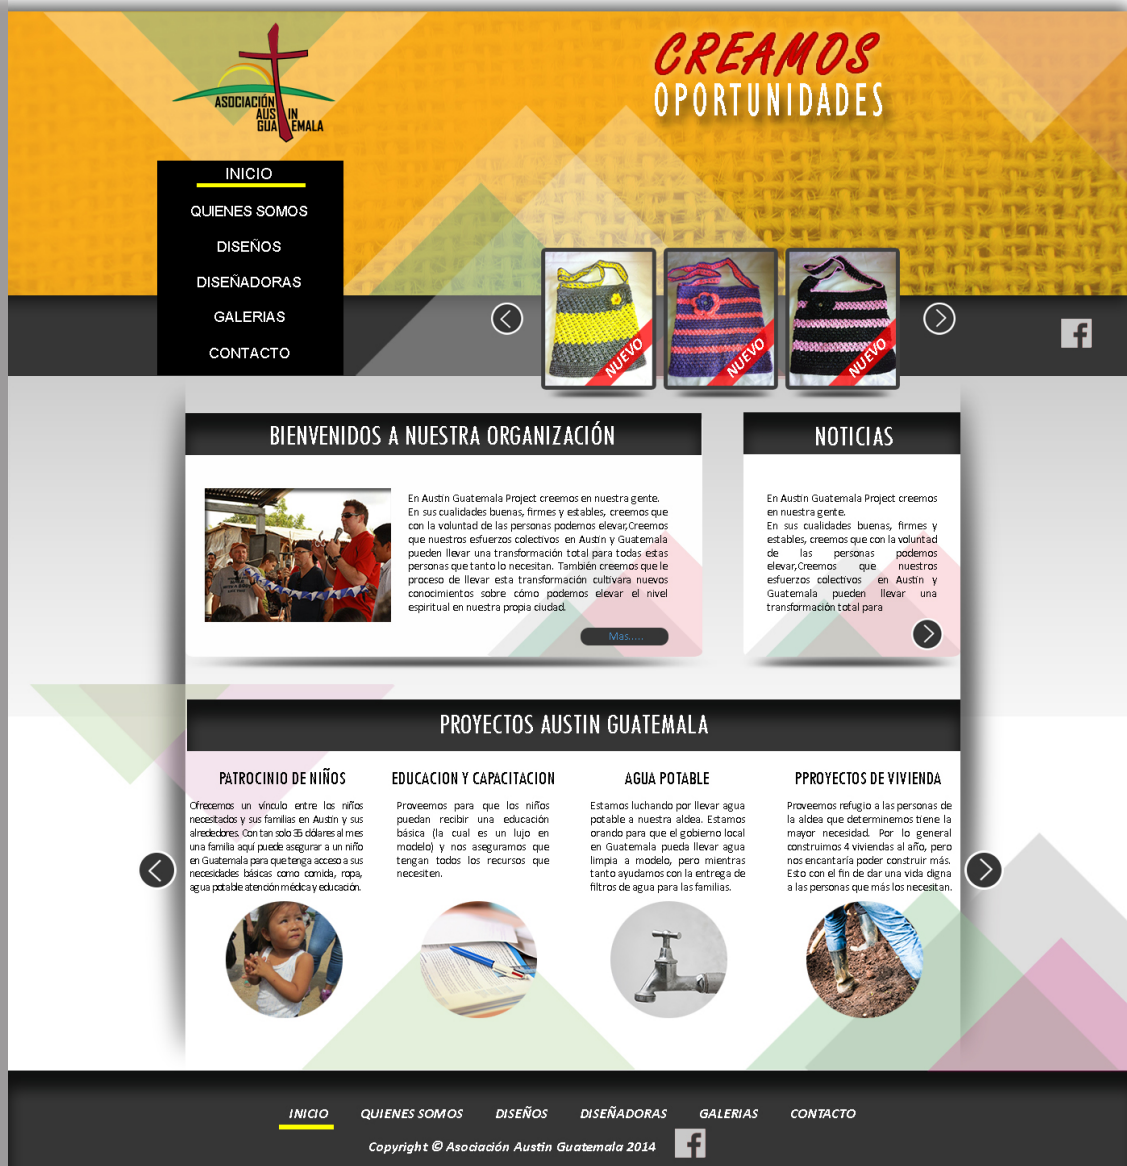 ASOCIACIÓN
AUSTIN
GUATEMALA
CREAMOS
OPORTUNIDADES
INICIO
QUIENES SOMOS
DISEÑOS
DISEÑADORAS
GALERIAS
CONTACTO
NUEVO
NUEVO
NUEVO
BIENVENIDOS A NUESTRA ORGANIZACIÓN
En Austin Guatemala Project creemos en nuestra gente.
En sus cualidades buenas, firmes y estables, creemos que
con la voluntad de las personas podemos elevar,Creemos
que nuestros esfuerzos colectivos en Austin y Guatemala
pueden llevar una transformación total para todas estas
personas que tanto lo necesitan. También creemos que le
proceso de llevar esta transformación cultivara nuevos
conocimientos sobre cómo podemos elevar el nivel
espiritual en nuestra propia ciudad.
Mas.....
NOTICIAS
En Austin Guatemala Project creemos
en nuestra gente.
En sus cualidades buenas, firmes y
estables, creemos que con la voluntad
de las personas podemos
elevar,Creemos que nuestros
esfuerzos colectivos en Austin y
Guatemala pueden llevar una
transformación total para
PROYECTOS AUSTIN GUATEMALA
PATROCINIO DE NIÑOS
Ofrecemos un vínculo entre los niños
necesitados y sus familias en Austin y sus
alrededores. Con tan solo 35 dólares al mes
una familia aquí puede asegurar a un niño
en Guatemala para que tenga acceso a sus
necesidades básicas como comida, ropa,
agua potable atención médica y educación.
EDUCACION Y CAPACITACION
Proveemos para que los niños
puedan recibir una educación
básica (la cual es un lujo en
modelo) y nos aseguramos que
tengan todos los recursos que
necesiten.
AGUA POTABLE
Estamos luchando por llevar agua
potable a nuestra aldea. Estamos
orando para que el gobierno local
en Guatemala pueda llevar agua
limpia a modelo, pero mientras
tanto ayudamos con la entrega de
filtros de agua para las familias.
PPROYECTOS DE VIVIENDA
Proveemos refugio a las personas de
la aldea que determinemos tiene la
mayor necesidad. Por lo general
construimos 4 viviendas al año, pero
nos encantaría poder construir más.
Esto con el fin de dar una vida digna
a las personas que más los necesitan.
INICIO QUIENES SOMOS DISEÑOS DISEÑADORAS GALERIAS CONTACTO
Copyright © Asociación Austin Guatemala 2014